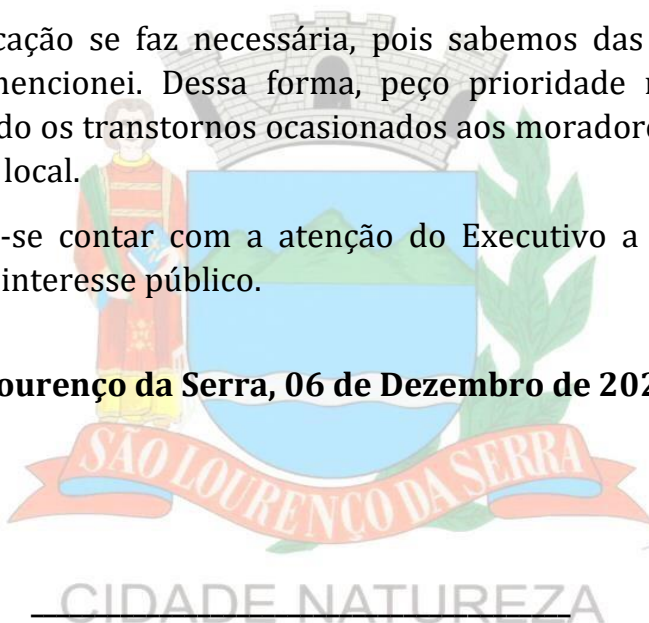 cação se faz necessária, pois sabemos das
mencionei. Dessa forma, peço prioridade
do os transtornos ocasionados aos morador
local.
-se contar com a atenção do Executivo a
interesse público.
ourenço da Serra, 06 de Dezembro de 202
SÃO LOURENÇO DA SERRA
CIDADE NATUREZA